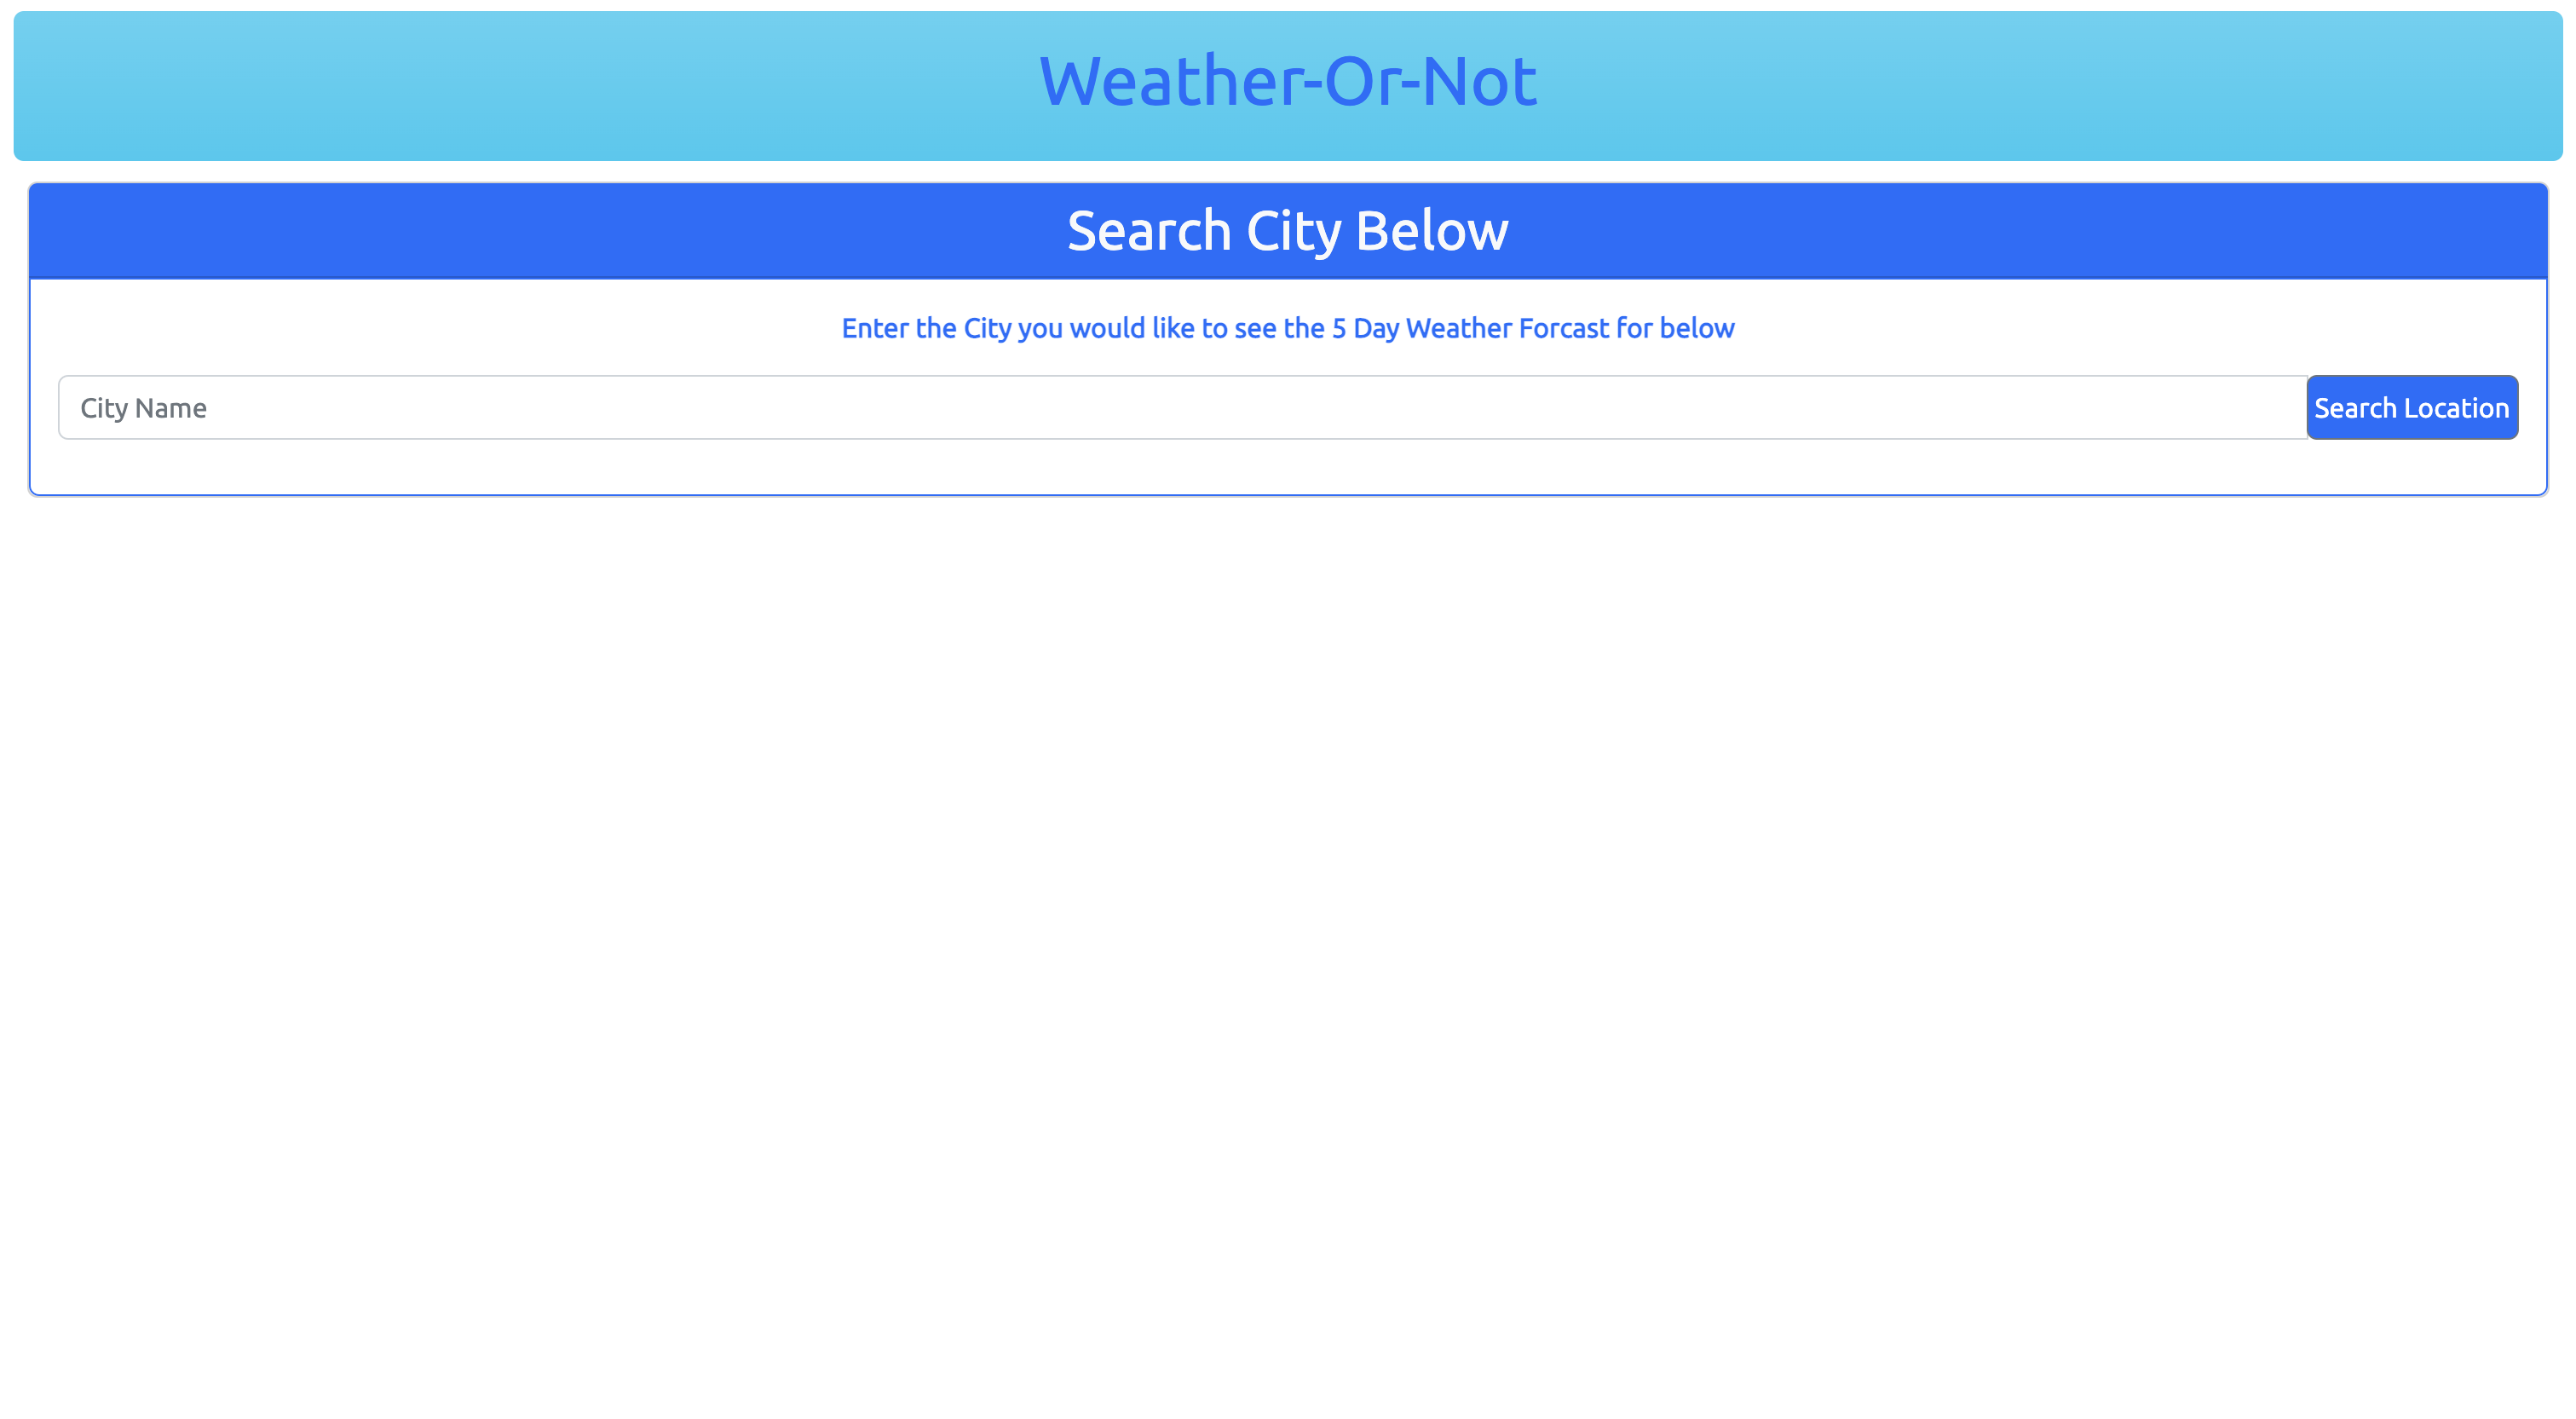 Weather-Or-Not
Search City Below
Enter the City you would like to see the 5 Day Weather Forcast for below
City Name
Search Location